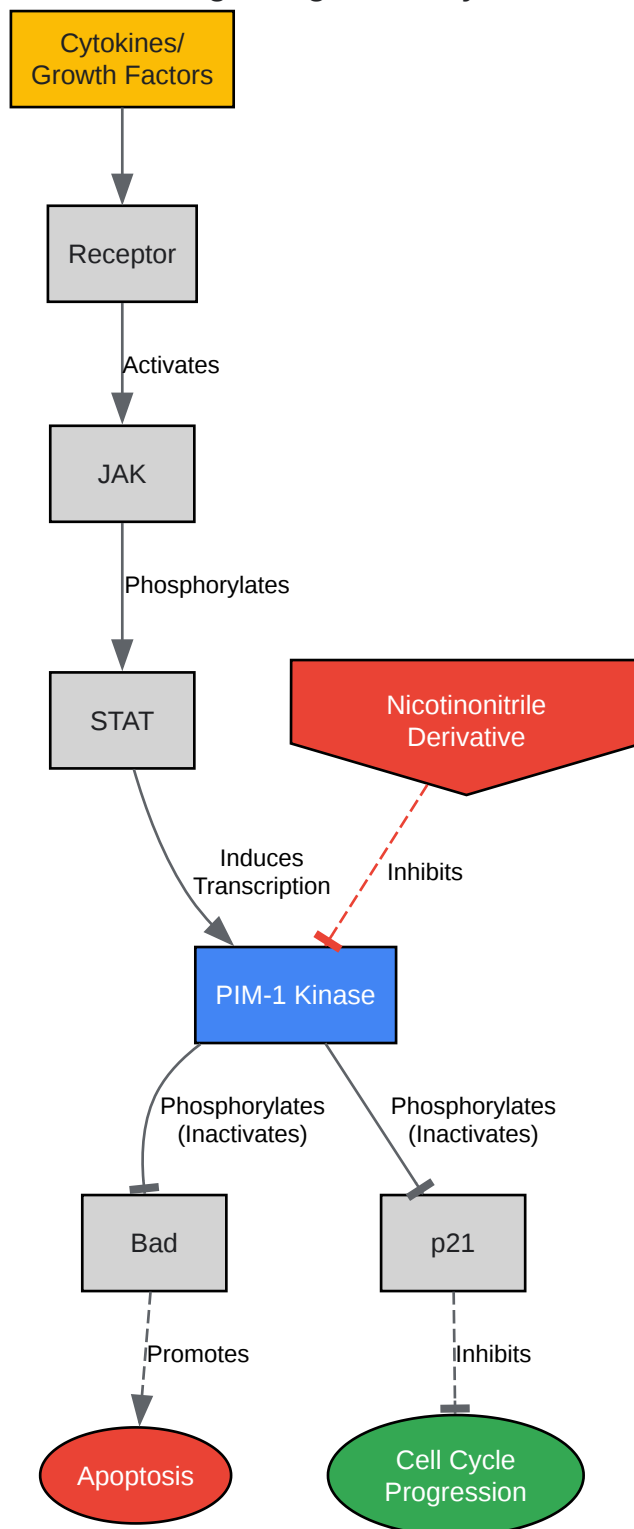 Cytokines/
Growth Factors
Receptor
Activates
JAK
Phosphorylates
STAT
Nicotinonitrile
Derivative
Induces
Transcription
Inhibits
PIM-1 Kinase
Phosphorylates
(Inactivates)
Phosphorylates
(Inactivates)
Bad
p21
Promotes
Inhibits
Apoptosis
Cell Cycle
Progression